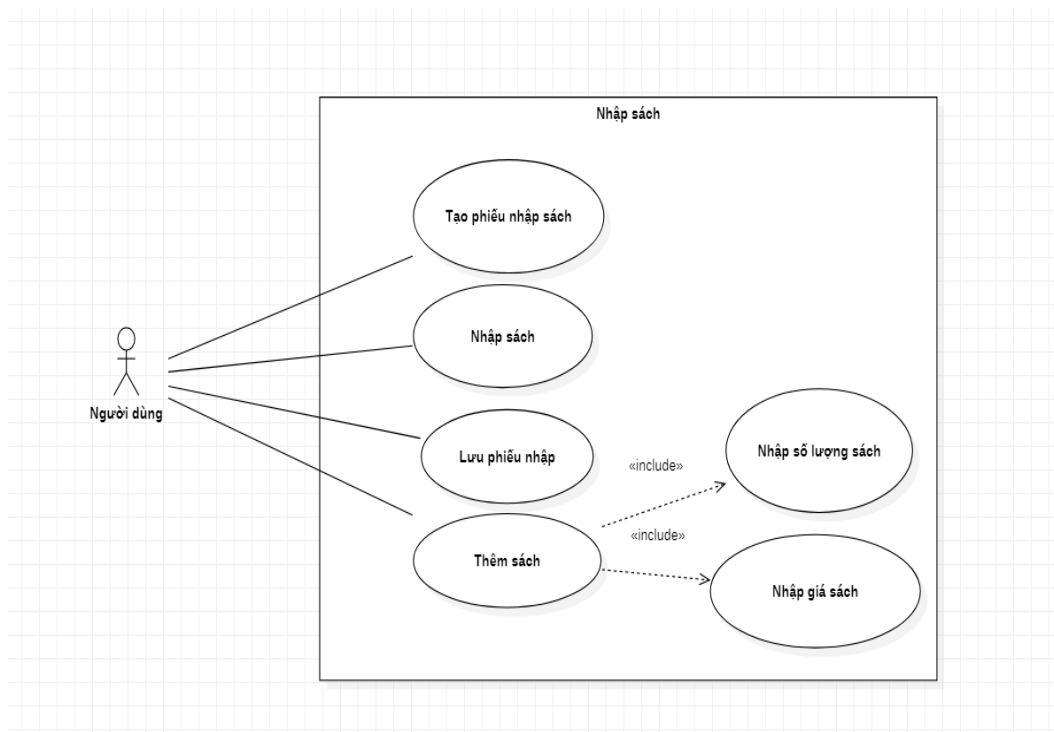 Nhập sách
Tạo phiếu nhập sách
Nhập sách
Người dùng
Lưu phiếu nhập
Nhập số lượng sách
«include»
«include»
Thêm sách
Nhập giá sách